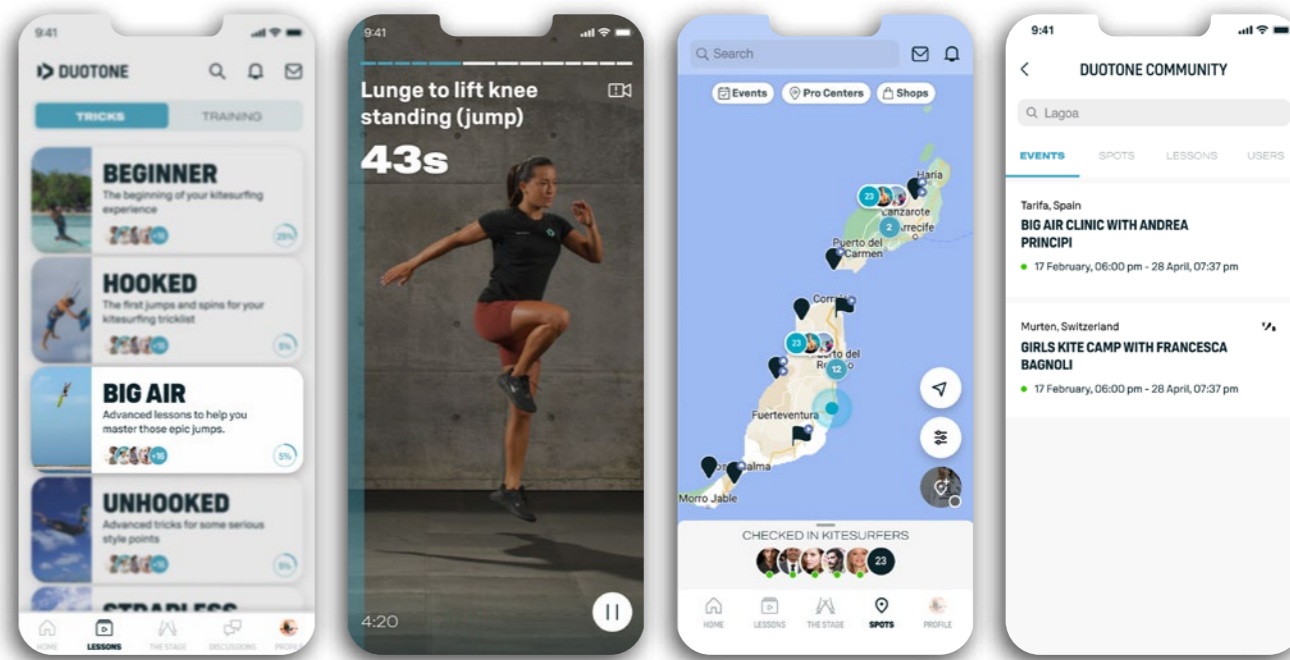 9:41
DUOTONE
TRICKS
TRAINING
BEGINNER
The beginning of your kitesurfing
experience
+16
25%
HOOKED
The first jumps and spins for your
kitesurfing tricklist
+16
5%
BIG AIR
Advanced lessons to help you
master those epic jumps.
+16
5%
UNHOOKED
Advanced tricks for some serious
style points
+16
5%
STRAPLESS
HOME
LESSONS
THE STAGE
DISCUSSIONS
PROFILE
9:41
Lunge to lift knee
standing (jump)
43s
4:20
Search
Events
Pro Centers
Shops
Haría
23
Lanzarote
2
Arrecife
Puerto del
Carmen
23
12
Fuerteventura
Morro Jable
CHECKED IN KITESURFERS
23
HOME
LESSONS
THE STAGE
SPOTS
PROFILE
9:41
DUOTONE COMMUNITY
Lagoa
EVENTS
SPOTS
LESSONS
USERS
Tarifa, Spain
BIG AIR CLINIC WITH ANDREA
PRINCIPI
17 February, 06:00 pm - 28 April, 07:37 pm
Murten, Switzerland
GIRLS KITE CAMP WITH FRANCESCA
BAGNOLI
17 February, 06:00 pm - 28 April, 07:37 pm